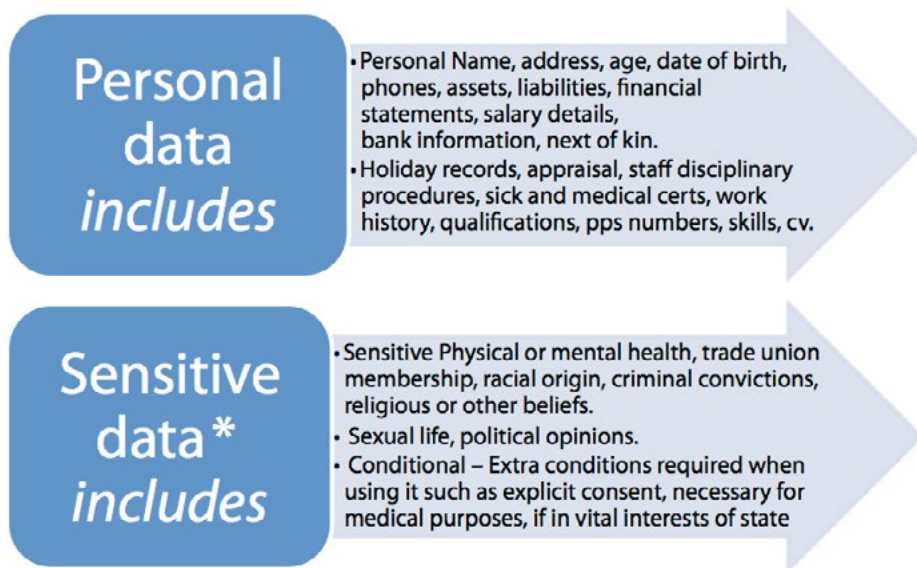 Personal
data
includes
•Personal Name, address, age, date of birth,
phones, assets, liabilities, financial
statements, salary details,
bank information, next of kin.
•Holiday records, appraisal, staff disciplinary
procedures, sick and medical certs, work
history, qualifications, pps numbers, skills, cv.
Sensitive
data*
includes
•Sensitive Physical or mental health, trade union
membership, racial origin, criminal convictions,
religious or other beliefs.
• Sexual life, political opinions.
• Conditional – Extra conditions required when
using it such as explicit consent, necessary for
medical purposes, if in vital interests of state